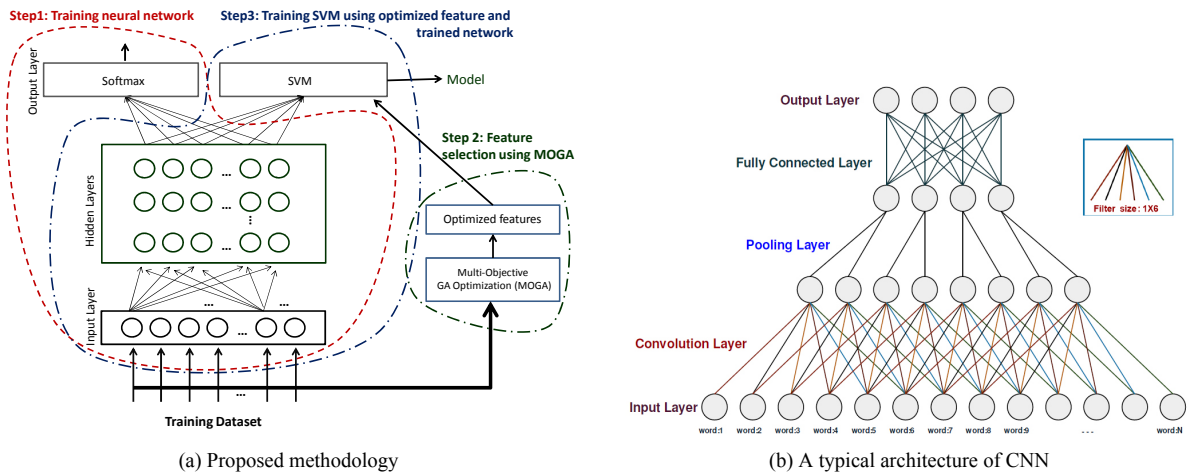 Step1: Training neural network
Step3: Training SVM using optimized feature and
trained network
Output Layer
Softmax
SVM
Model
Step 2: Feature
selection using MOGA
Hidden Layers
...
...
...
...
Optimized features
Multi-Objective
GA Optimization (MOGA)
... ...
Input Layer
...
...
Training Dataset
(a) Proposed methodology
Output Layer
Fully Connected Layer
Filter size: 1X6
Pooling Layer
Convolution Layer
Input Layer
word:1 word:2 word:3 word:4 word:5 word:6 word:7 word:8 word:9 ... word:N
(b) A typical architecture of CNN